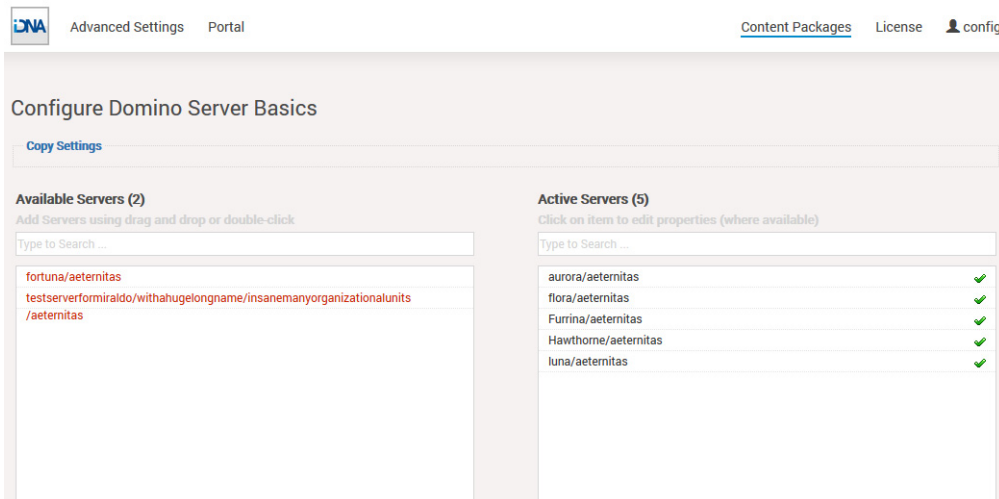 iDNA Advanced Settings Portal Content Packages License config
Configure Domino Server Basics
Copy Settings
Available Servers (2)
Add Servers using drag and drop or double-click
Type to Search ...
fortuna/aeternitas
testserverformiraldo/withahugelongname/insanemanyorganizationalunits
/aeternitas
Active Servers (5)
Click on item to edit properties (where available)
Type to Search ...
aurora/aeternitas
flora/aeternitas
Furrina/aeternitas
Hawthorne/aeternitas
luna/aeternitas